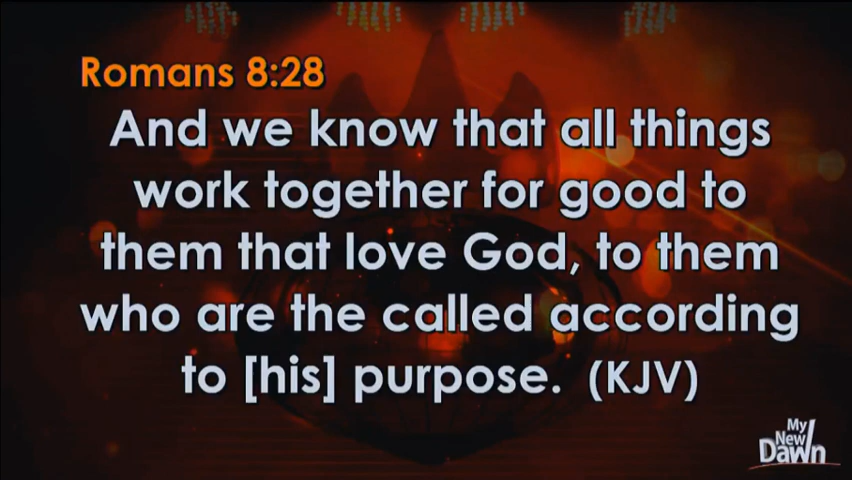 Romans 8:28
And we know that all things
work together for good to
them that love God, to them
who are the called according
to [his] purpose. (KJV)
My
New
Dawn